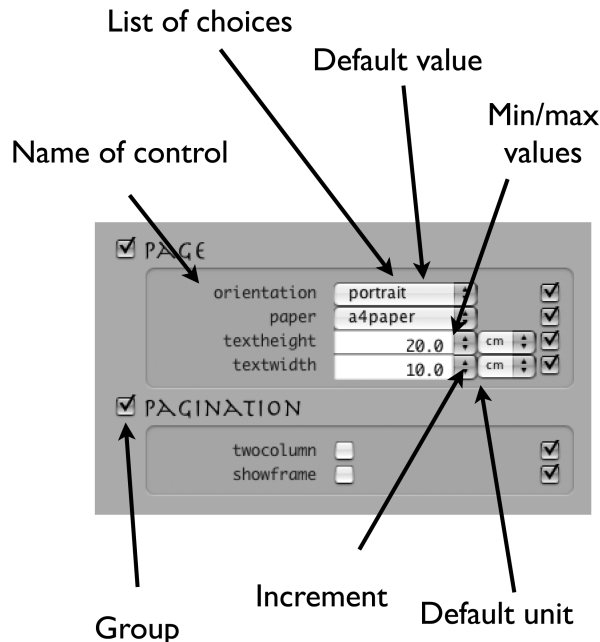 List of choices
Default value
Min/max
values
Name of control
PAGE
orientation portrait
paper a4paper
textheight 20.0 cm
textwidth 10.0 cm
PAGINATION
twocolumn
showframe
Increment
Default unit
Group